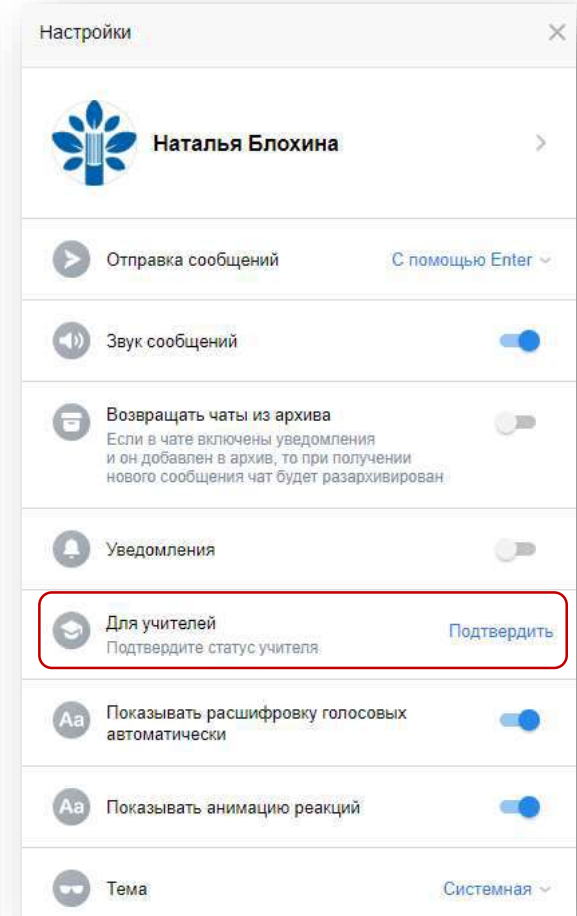 Настройки
Наталья Блохина
Отправка сообщений С помощью Enter
Звук сообщений
Возвращать чаты из архива
Если в чате включены уведомления
и он добавлен в архив, то при получении
нового сообщения чат будет разархивирован
Уведомления
Для учителей
Подтвердите статус учителя
Подтвердить
Аа Показывать расшифровку голосовых
автоматически
Аа Показывать анимацию реакций
Тема Системная